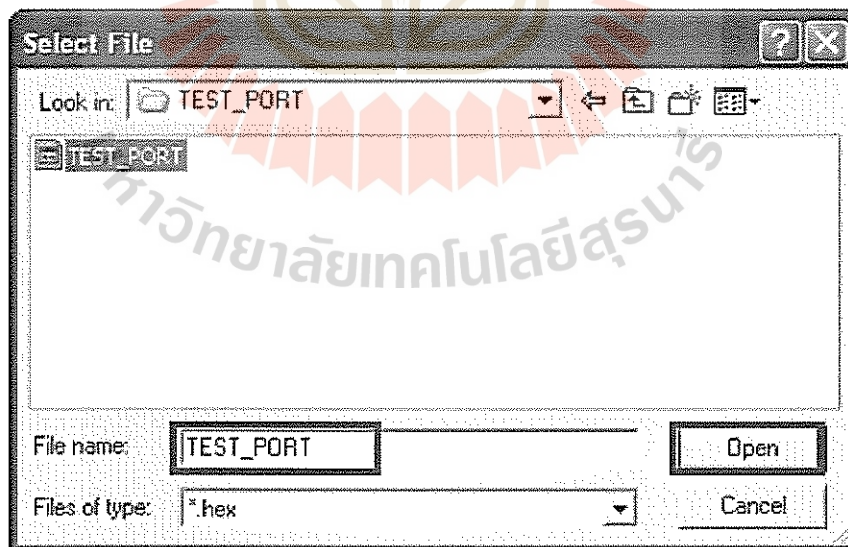 Select File
Look in: TEST_PORT
TEST_PORT
หาวิทยาลัยเทคโนโลยีสุรนารี
File name: TEST_PORT
Open
Files of type: *.hex
Cancel